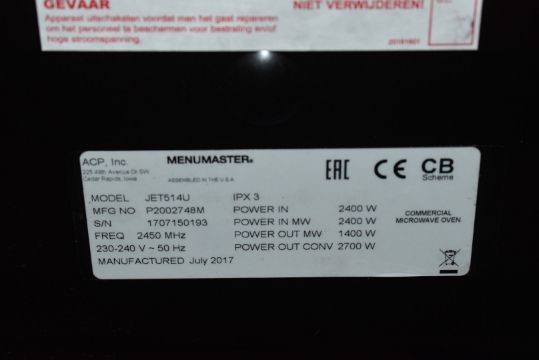 GEVAAR
NIET VERWIJDEREN!
Apparaat uitschakelen voordat men het gaat repareren
om het personeel te beschermen voor bestraling en/of
hoge stroomspanning.
20181601
ACP, Inc.
225 49th Avenue Dr SW
Cedar Rapids, Iowa
MENUMASTER®
ASSEMBLED IN THE U.S.A
EAC CE CB
Scheme
MODEL JET514U IPX 3
MFG NO P2002748M POWER IN 2400 W
S/N 1707150193 POWER IN MW 2400 W
FREQ 2450 MHz POWER OUT MW 1400 W
230-240 V ~ 50 Hz POWER OUT CONV 2700 W
MANUFACTURED July 2017
COMMERCIAL
MICROWAVE OVEN